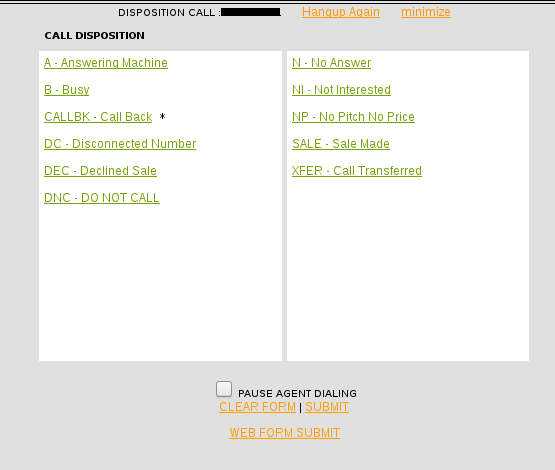 DISPOSITION CALL : Hangup Again minimize
CALL DISPOSITION
A - Answering Machine
B - Busy
CALLBK - Call Back *
DC - Disconnected Number
DEC - Declined Sale
DNC - DO NOT CALL
N - No Answer
NI - Not Interested
NP - No Pitch No Price
SALE - Sale Made
XFER - Call Transferred
PAUSE AGENT DIALING
CLEAR FORM | SUBMIT
WEB FORM SUBMIT